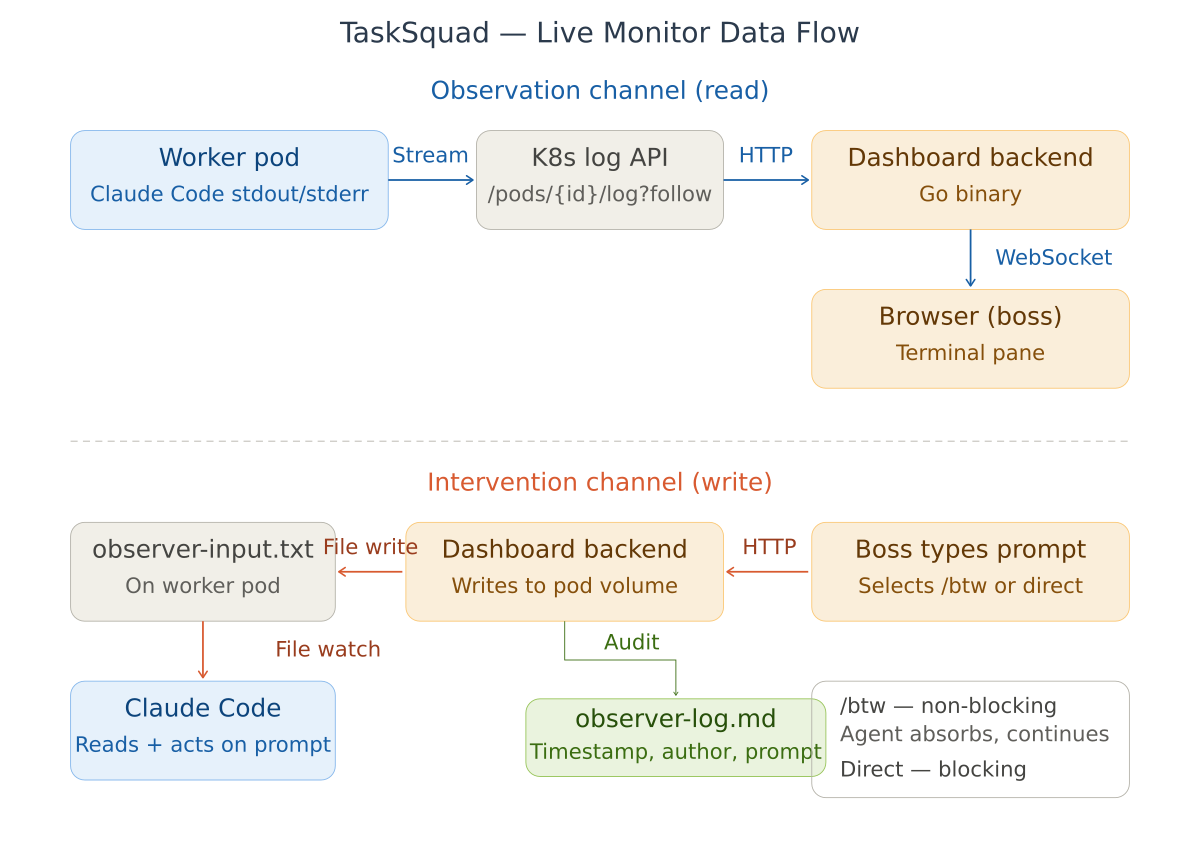 TaskSquad — Live Monitor Data Flow
Observation channel (read)
Worker pod
Claude Code stdout/stderr
Stream
K8s log API
/pods/{id}/log?follow
HTTP
Dashboard backend
Go binary
WebSocket
Browser (boss)
Terminal pane
Intervention channel (write)
observer-input.txt
On worker pod
File write
Dashboard backend
Writes to pod volume
HTTP
Boss types prompt
Selects /btw or direct
File watch
Audit
Claude Code
Reads + acts on prompt
observer-log.md
Timestamp, author, prompt
/btw — non-blocking
Agent absorbs, continues
Direct — blocking